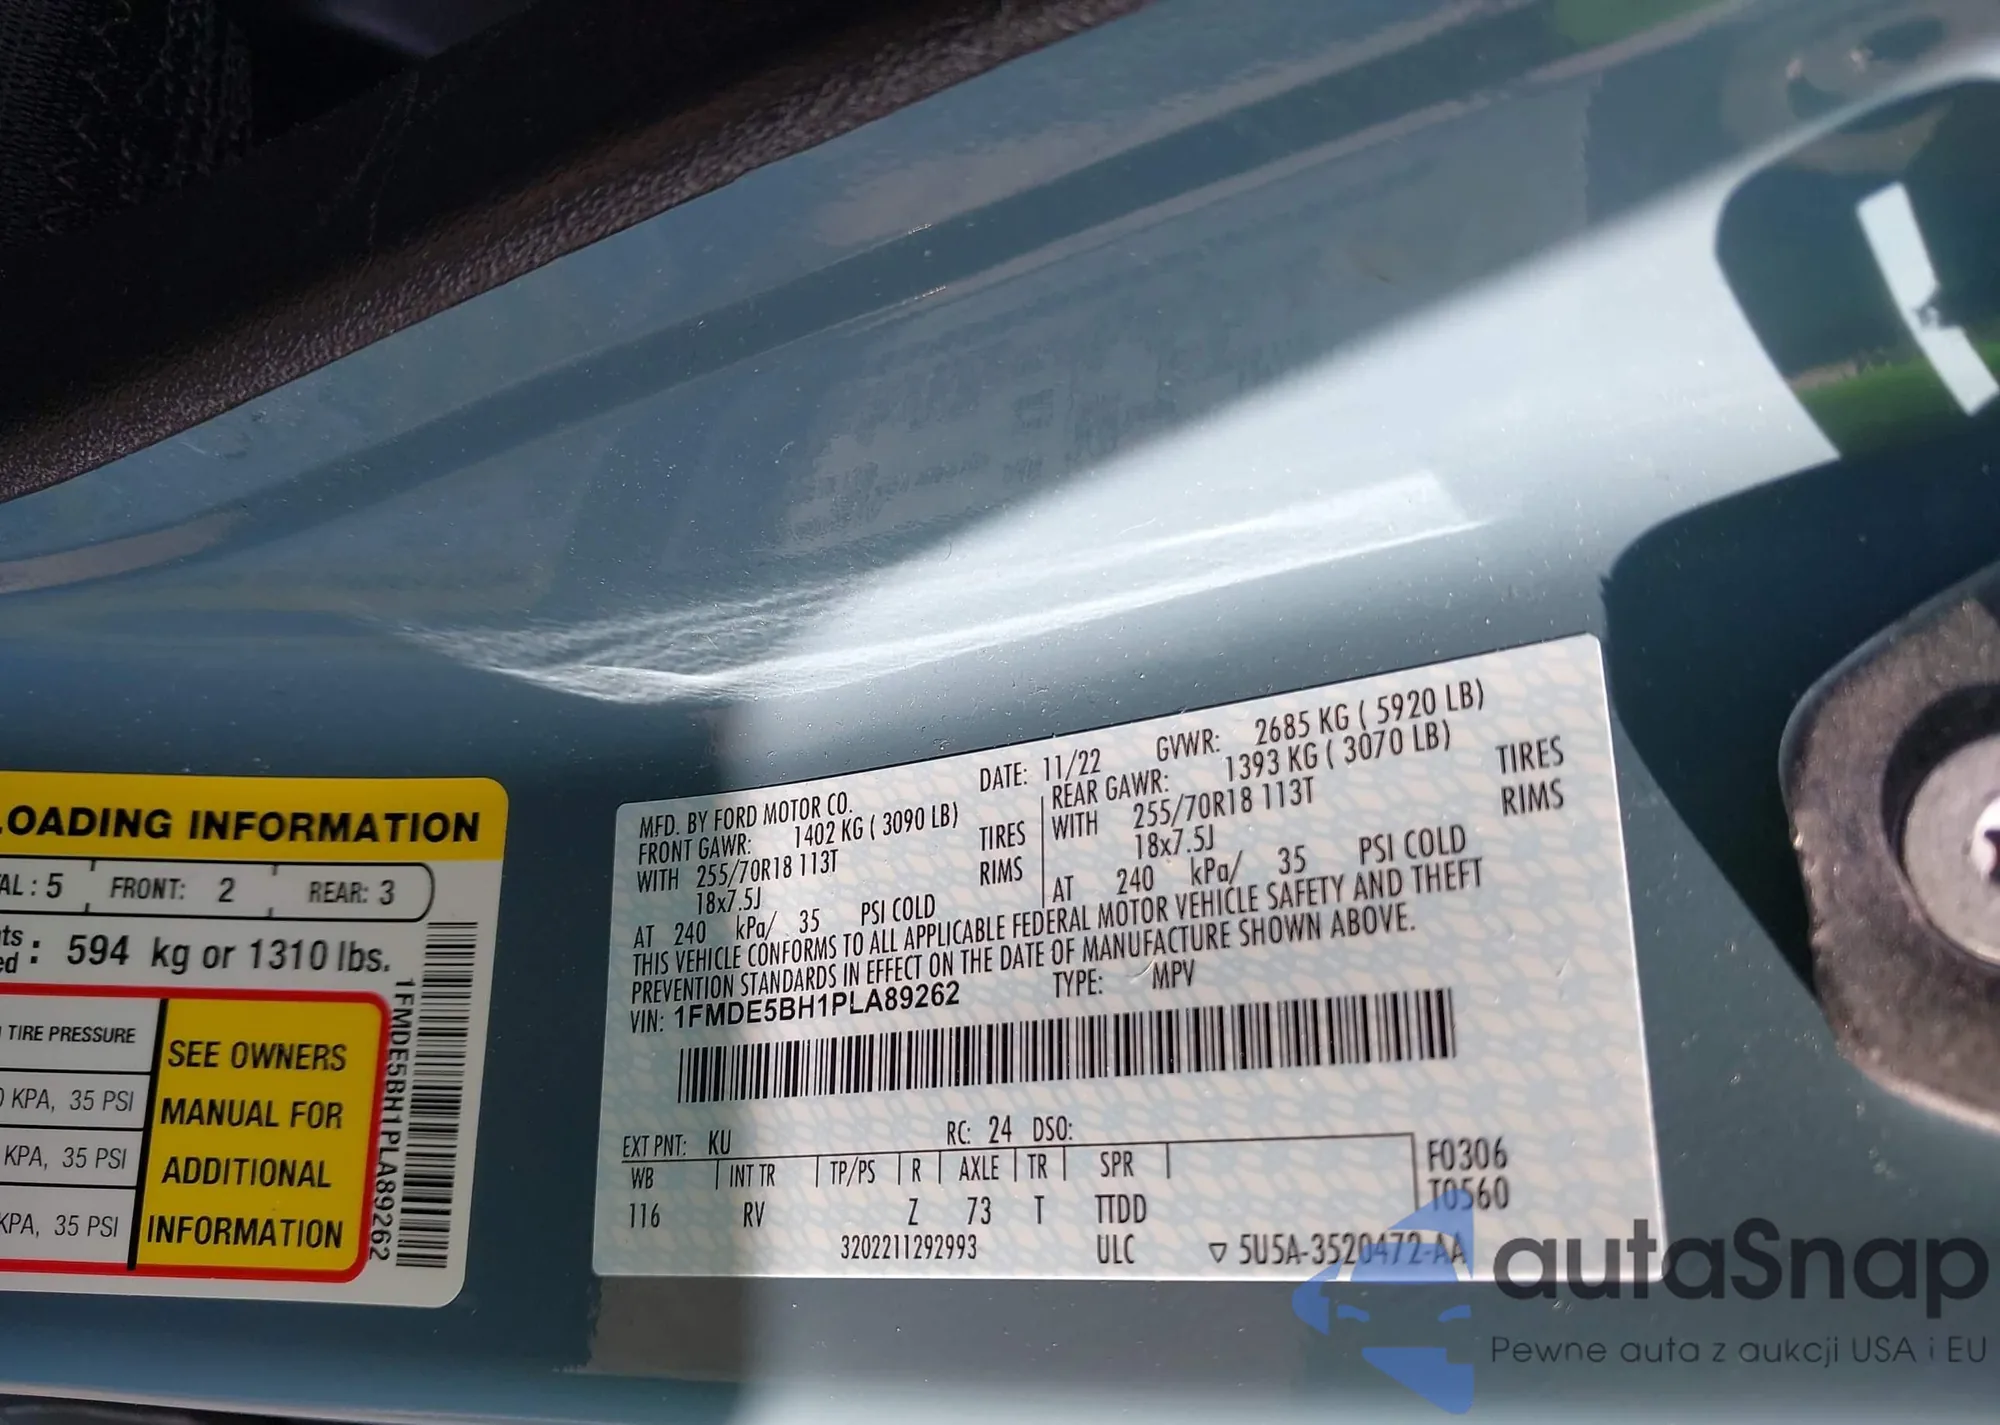 LOADING INFORMATION
AL : 5 FRONT: 2 REAR: 3
ts
ed : 594 kg or 1310 lbs.
TIRE PRESSURE
0 KPA, 35 PSI
KPA, 35 PSI
KPA, 35 PSI
SEE OWNERS
MANUAL FOR
ADDITIONAL
INFORMATION
1FMDE5BH1PLA89262
MFD. BY FORD MOTOR CO. DATE: 11/22 GVWR: 2685 KG ( 5920 LB)
FRONT GAWR: 1402 KG ( 3090 LB) REAR GAWR: 1393 KG ( 3070 LB)
WITH 255/70R18 113T TIRES WITH 255/70R18 113T TIRES
18x7.5J RIMS 18x7.5J RIMS
AT 240 kPa/ 35 PSI COLD AT 240 kPa/ 35 PSI COLD
THIS VEHICLE CONFORMS TO ALL APPLICABLE FEDERAL MOTOR VEHICLE SAFETY AND THEFT
PREVENTION STANDARDS IN EFFECT ON THE DATE OF MANUFACTURE SHOWN ABOVE.
VIN: 1FMDE5BH1PLA89262 TYPE: MPV
EXT PNT: KU RC: 24 DSO:
WB INT TR TP/PS R AXLE TR SPR F0306
116 RV Z 73 T TTDD T0560
3202211292993 ULC ▽ 5U5A-3520472-AA
autaSnap
Pewne auta z aukcji USA i EU